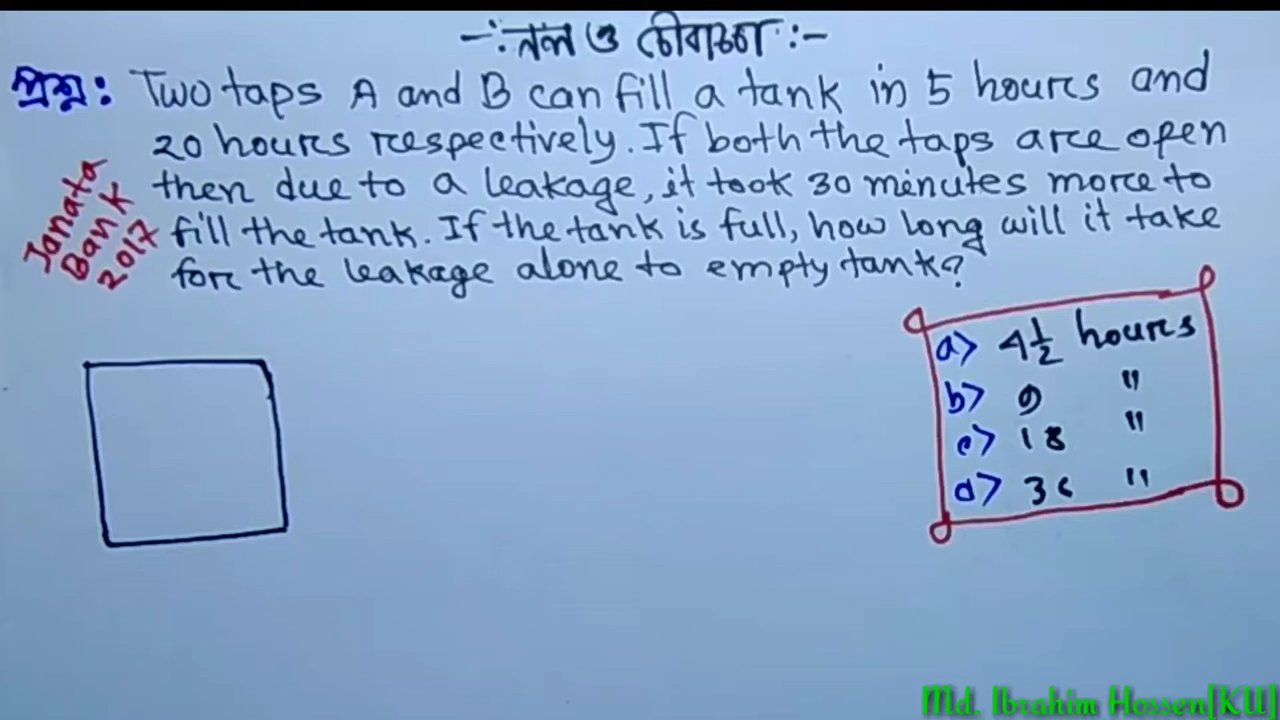 -: নল ও চৌবাচ্চা :-
প্রশ্ন: Two taps A and B can fill a tank in 5 hours and
20 hours respectively. If both the taps are open
then due to a leakage, it took 30 minutes more to
fill the tank. If the tank is full, how long will it take
for the leakage alone to empty tank?
Janata
Bank
2017
a> 4 1/2 hours
b> 9 "
c> 18 "
d> 36 "
Md. Ibrahim Hossen[KU]